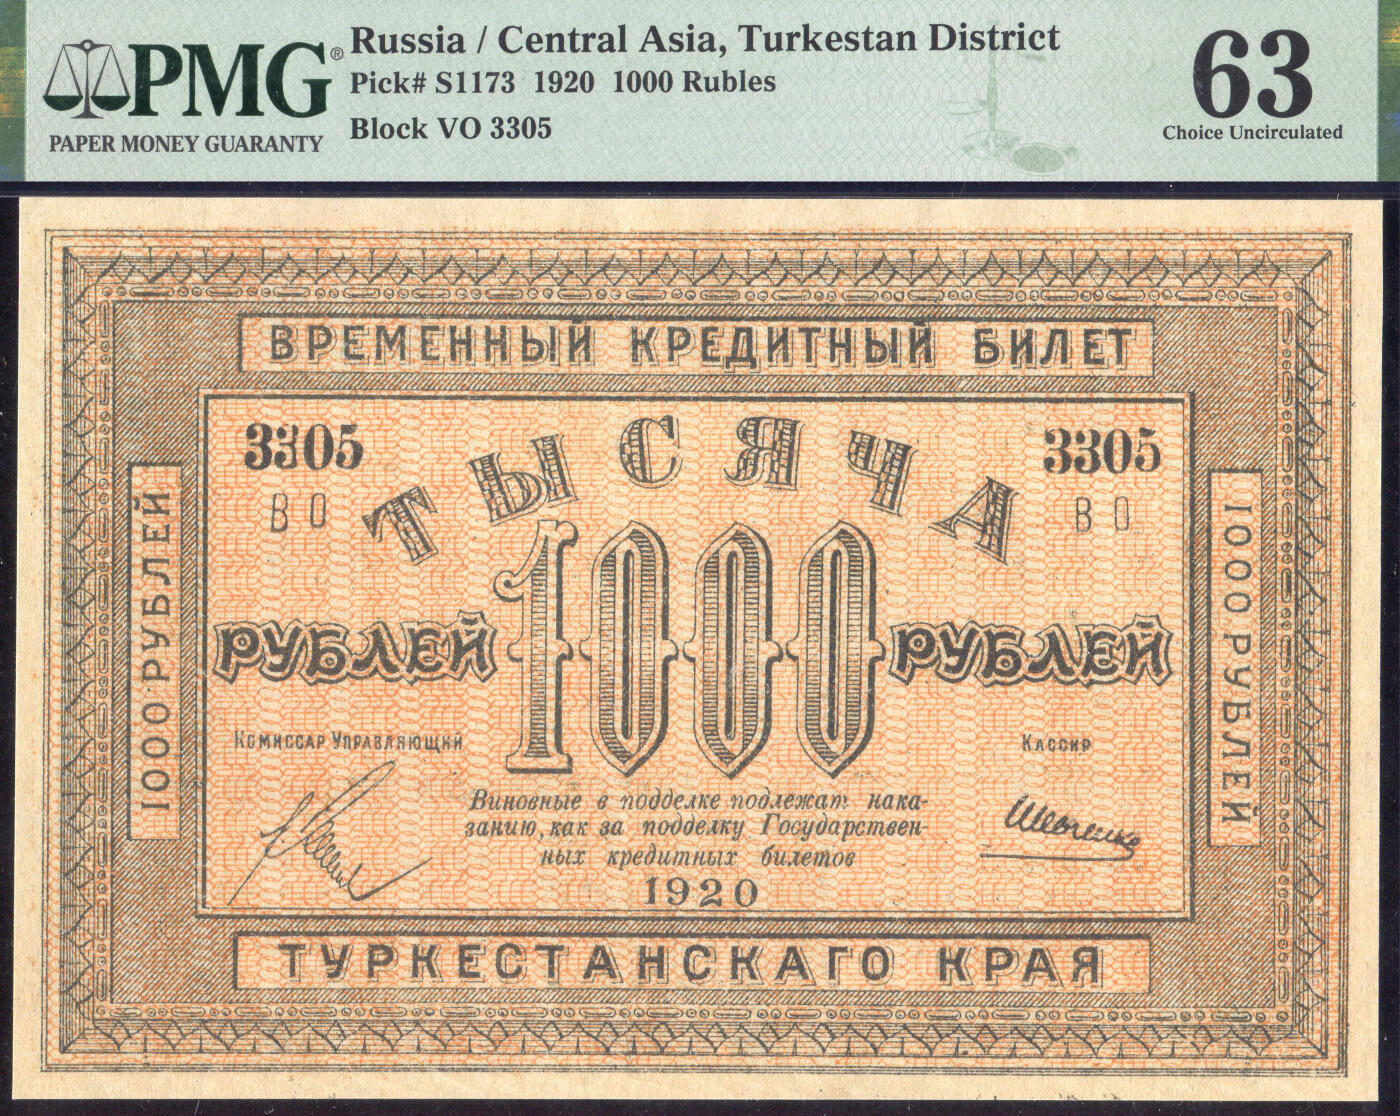 PMG®
PAPER MONEY GUARANTY
Russia / Central Asia, Turkestan District
Pick# S1173 1920 1000 Rubles
Block VO 3305
63
Choice Uncirculated
ВРЕМЕННЫЙ КРЕДИТНЫЙ БИЛЕТ
3305
3305
ВО
ВО
ТЫСЯЧА
1000 РУБЛЕЙ
1000 РУБЛЕЙ
РУБЛЕЙ 1000 РУБЛЕЙ
Комиссар Управляющий
Кассир
Виновные в подделке подлежат нака-
занию, как за подделку Государствен-
ных кредитных билетов
1920
ТУРКЕСТАНСКАГО КРАЯ